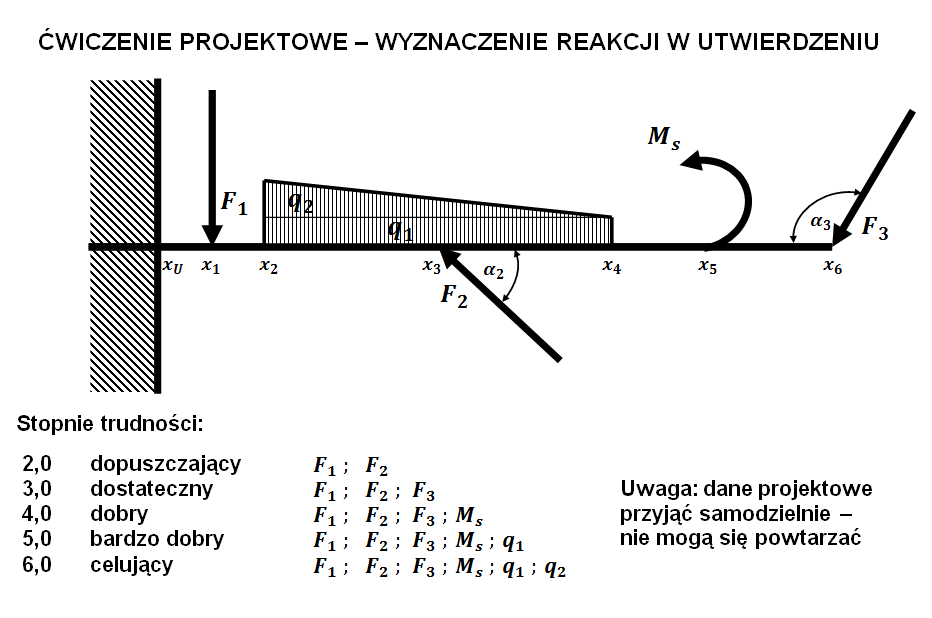 ĆWICZENIE PROJEKTOWE – WYZNACZENIE REAKCJI W UTWIERDZENIU
M_s
F_1
q_2
q_1
α_3
F_3
x_U x_1 x_2 x_3 α_2 x_4 x_5 x_6
F_2
Stopnie trudności:
2,0 dopuszczający F_1 ; F_2
3,0 dostateczny F_1 ; F_2 ; F_3
4,0 dobry F_1 ; F_2 ; F_3 ; M_s
5,0 bardzo dobry F_1 ; F_2 ; F_3 ; M_s ; q_1
6,0 celujący F_1 ; F_2 ; F_3 ; M_s ; q_1 ; q_2
Uwaga: dane projektowe
przyjąć samodzielnie –
nie mogą się powtarzać